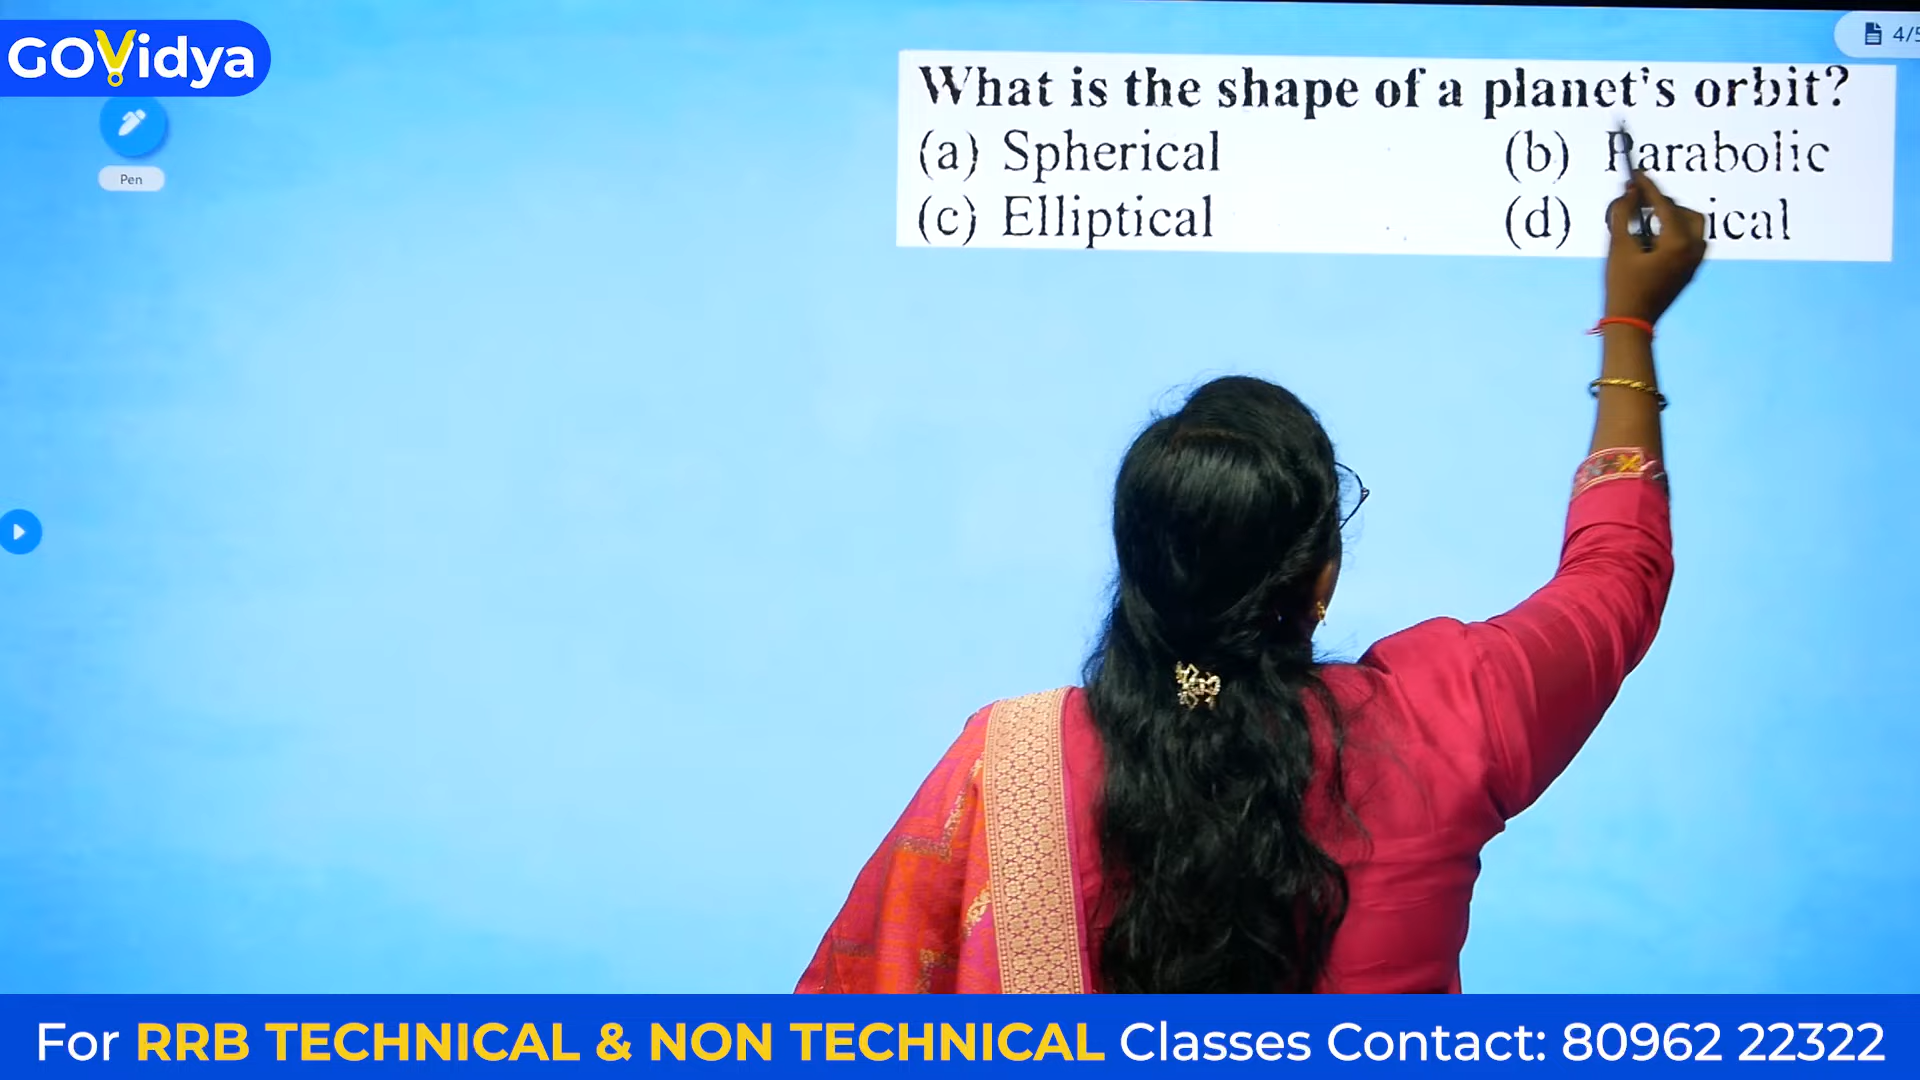 GOVidya
4/5
Pen
What is the shape of a planet's orbit?
(a) Spherical (b) Parabolic
(c) Elliptical (d)
For RRB TECHNICAL & NON TECHNICAL Classes Contact: 80962 22322